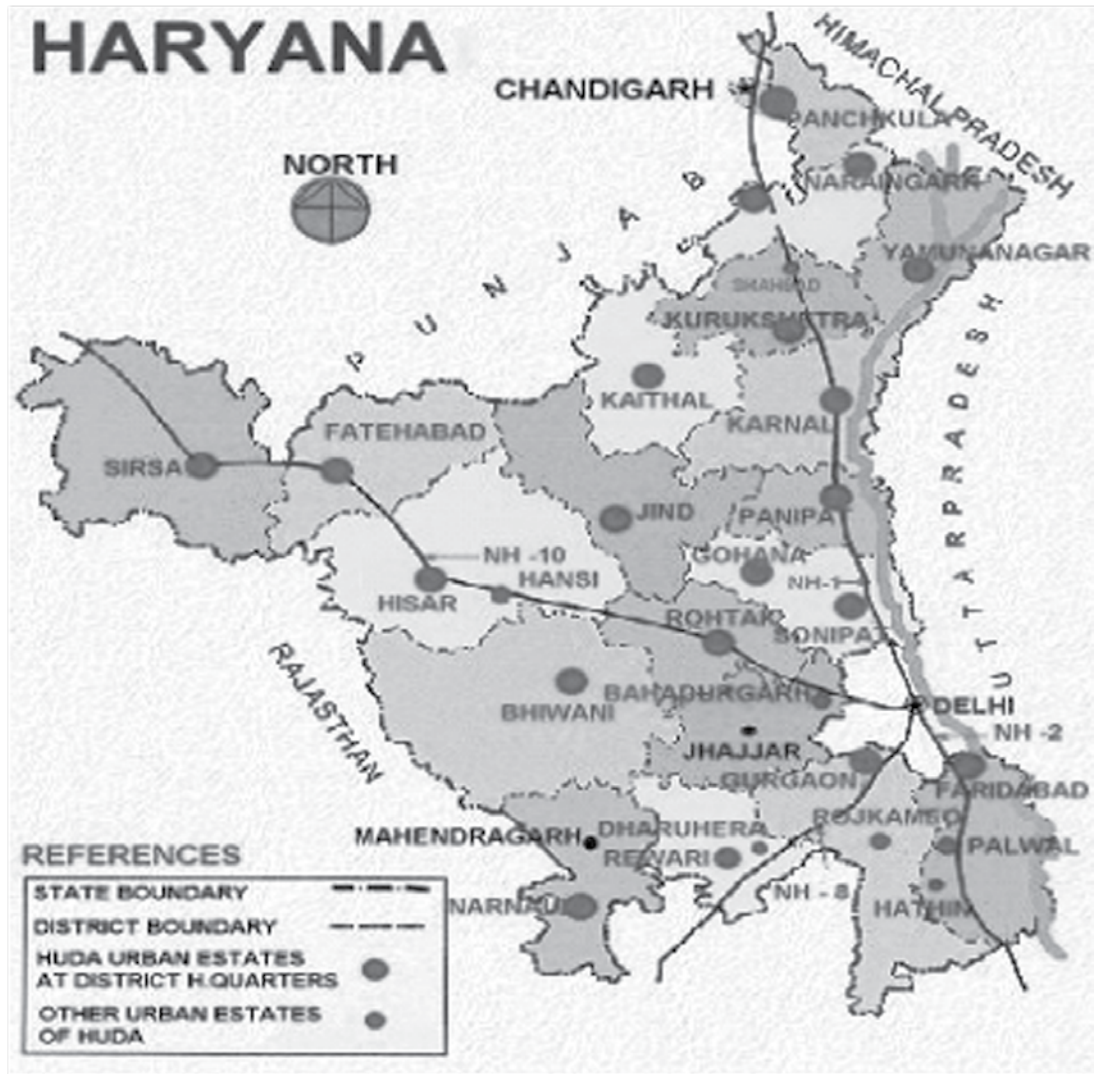 HARYANA
HIMACHAL PRADESH
CHANDIGARH
PANCHKULA
NORTH
NARAINGARH
PUNJAB
YAMUNANAGAR
SHAHBAD
KURUKSHETRA
UTTAR PRADESH
KAITHAL
KARNAL
FATEHABAD
SIRSA
JIND
PANIPAT
NH -10
GOHANA
HANSI
NH-1
HISAR
ROHTAK
SONIPAT
RAJASTHAN
BAHADURGARH
BHIWANI
DELHI
NH -2
JHAJJAR
GURGAON
FARIDABAD
ROJKAMEO
MAHENDRAGARH
DHARUHERA
REWARI
PALWAL
NH - 8
NARNAUL
HATHIN
REFERENCES
STATE BOUNDARY
DISTRICT BOUNDARY
HUDA URBAN ESTATES
AT DISTRICT H.QUARTERS
OTHER URBAN ESTATES
OF HUDA